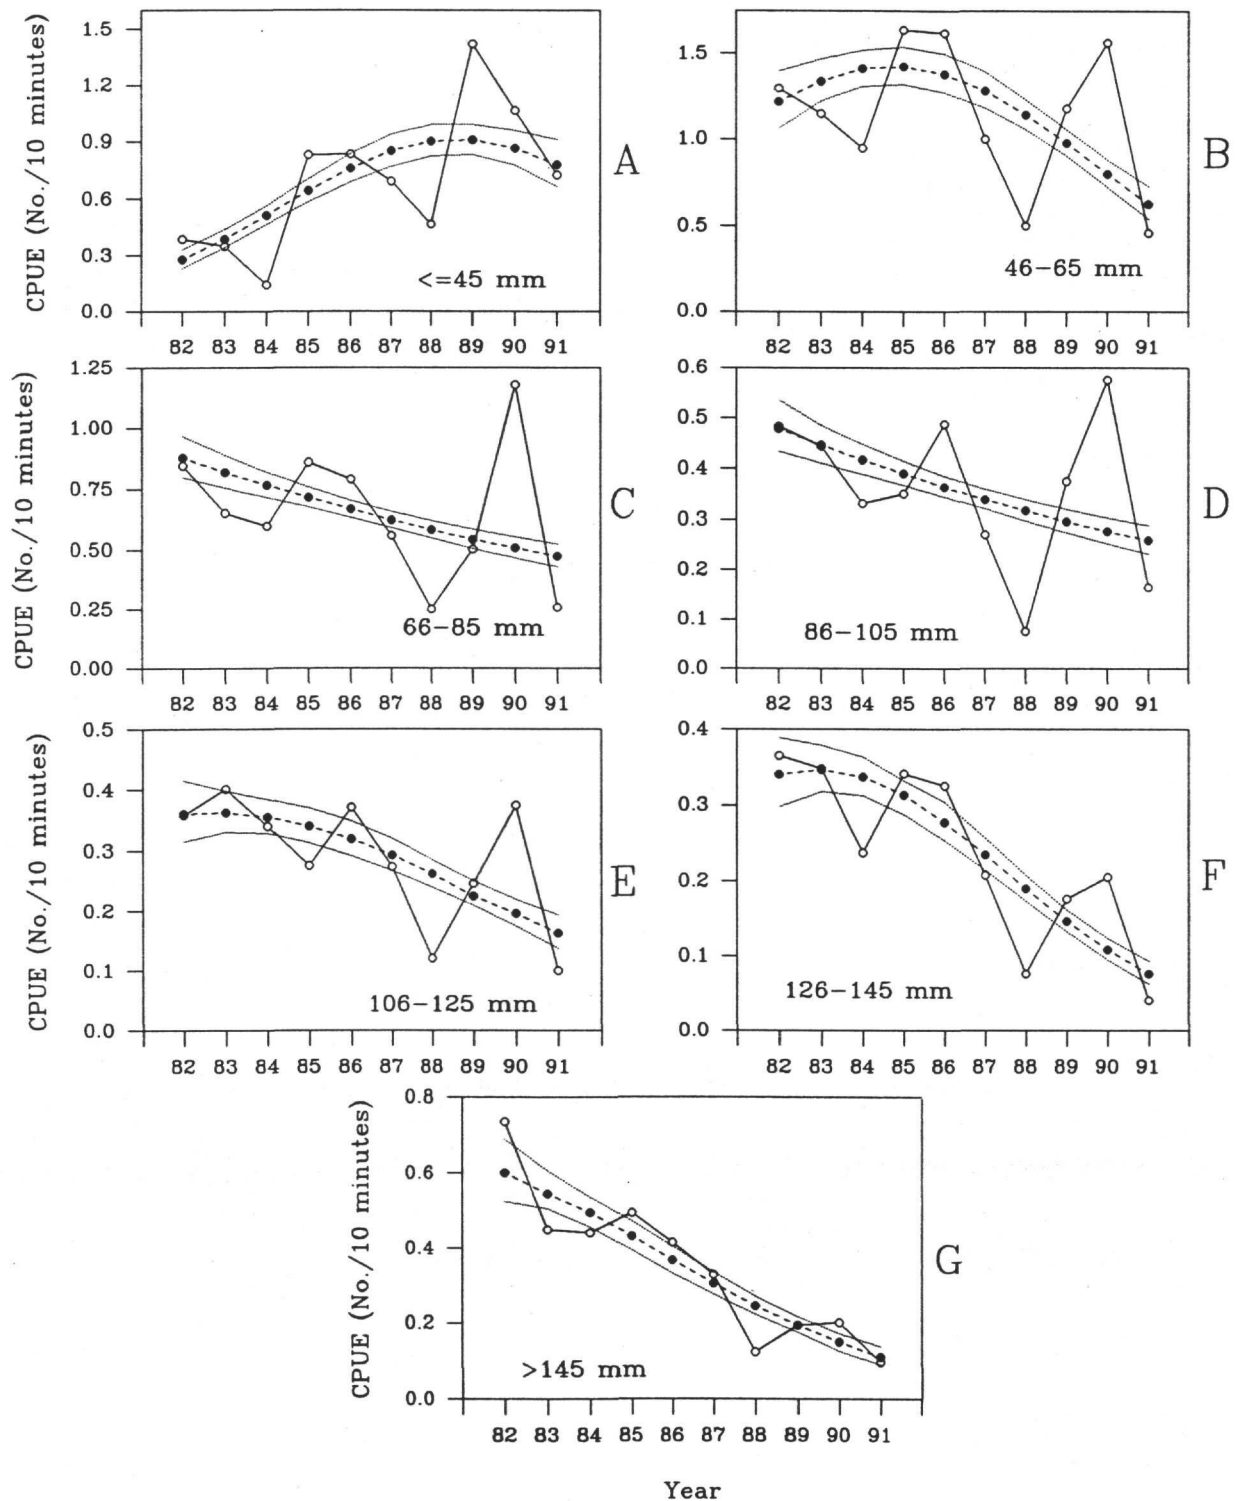 CPUE (No./10 minutes)
1.5
1.2
0.9
0.6
0.3
0.0
<=45 mm
82 83 84 85 86 87 88 89 90 91
A
1.5
1.0
0.5
0.0
46-65 mm
82 83 84 85 86 87 88 89 90 91
B
CPUE (No./10 minutes)
1.25
1.00
0.75
0.50
0.25
0.00
66-85 mm
82 83 84 85 86 87 88 89 90 91
C
0.6
0.5
0.4
0.3
0.2
0.1
0.0
86-105 mm
82 83 84 85 86 87 88 89 90 91
D
CPUE (No./10 minutes)
0.5
0.4
0.3
0.2
0.1
0.0
106-125 mm
82 83 84 85 86 87 88 89 90 91
E
0.4
0.3
0.2
0.1
0.0
126-145 mm
82 83 84 85 86 87 88 89 90 91
F
CPUE (No./10 minutes)
0.8
0.6
0.4
0.2
0.0
>145 mm
82 83 84 85 86 87 88 89 90 91
G
Year